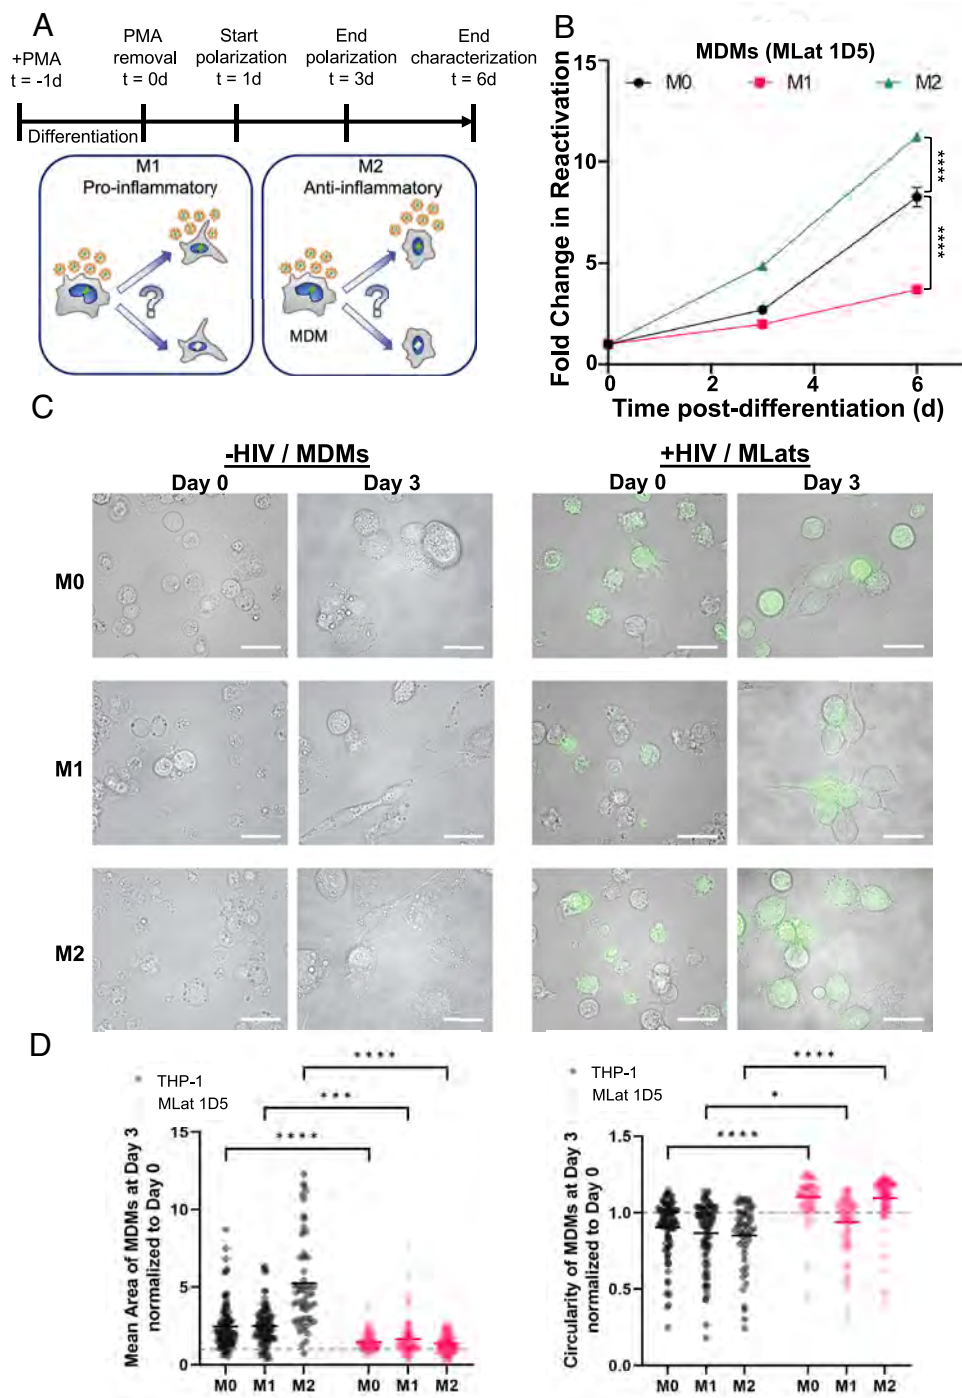 A
+PMA
t = -1d
PMA
removal
t = 0d
Start
polarization
t = 1d
End
polarization
t = 3d
End
characterization
t = 6d
Differentiation
M1
Pro-inflammatory
?
M2
Anti-inflammatory
?
MDM
B
MDMs (MLat 1D5)
M0 M1 M2
Fold Change in Reactivation
15
10
5
0
0 2 4 6
Time post-differentiation (d)
****
****
C
-HIV / MDMs
Day 0 Day 3
+HIV / MLats
Day 0 Day 3
M0
M1
M2
D
THP-1
MLat 1D5
****
***
****
Mean Area of MDMs at Day 3
normalized to Day 0
15
10
5
0
M0 M1 M2 M0 M1 M2
THP-1
MLat 1D5
****
*
****
Circularity of MDMs at Day 3
normalized to Day 0
1.5
1.0
0.5
0.0
M0 M1 M2 M0 M1 M2